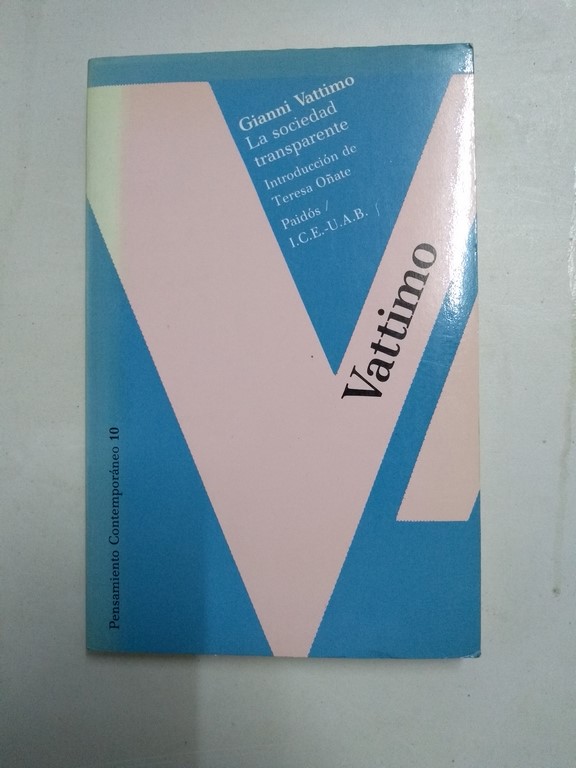 Gianni Vattimo
La sociedad
transparente
Introducción de
Teresa Oñate
Paidós /
I.C.E.-U.A.B.
Vattimo
Pensamiento Contemporáneo 10